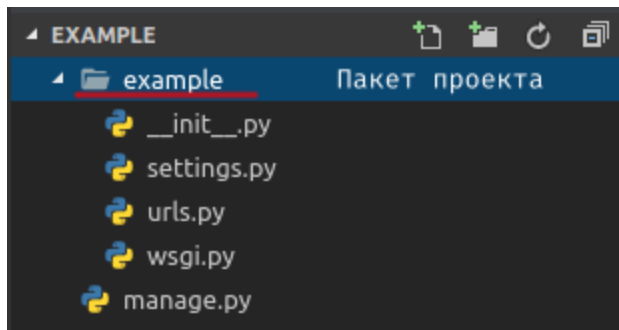 EXAMPLE
example Пакет проекта
__init__.py
settings.py
urls.py
wsgi.py
manage.py